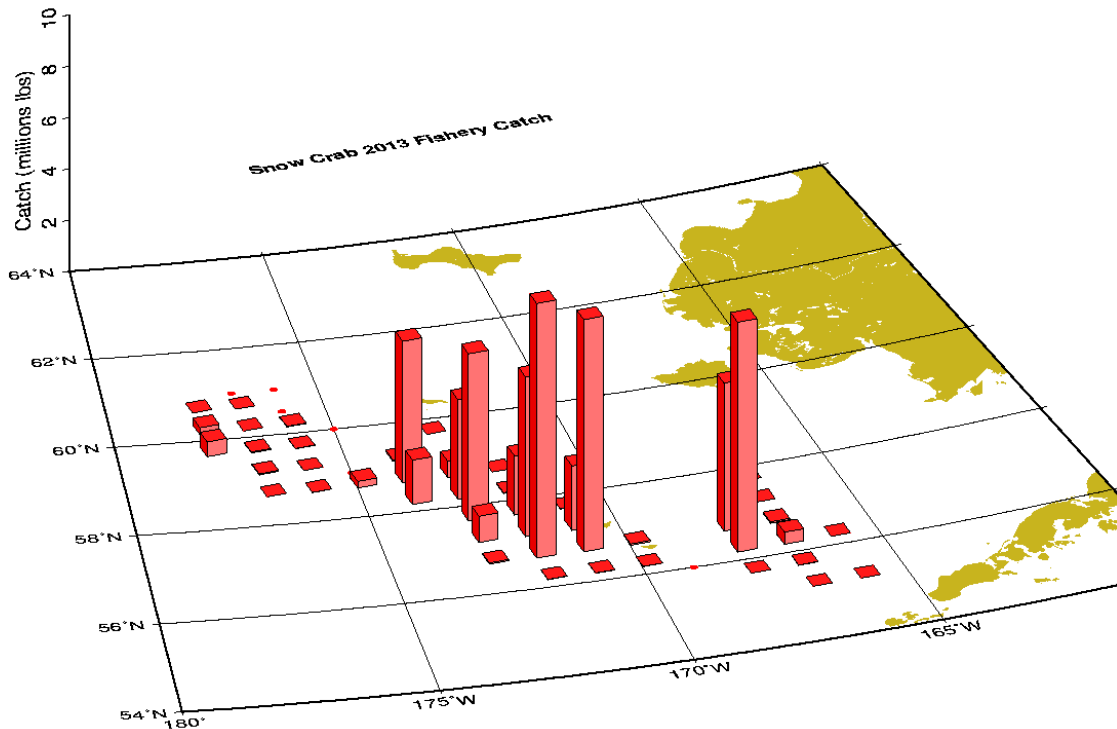 10
8
6
4
2
Catch (millions lbs)
Snow Crab 2013 Fishery Catch
64°N
62°N
60°N
58°N
56°N
54°N
180°
175°W
170°W
165°W